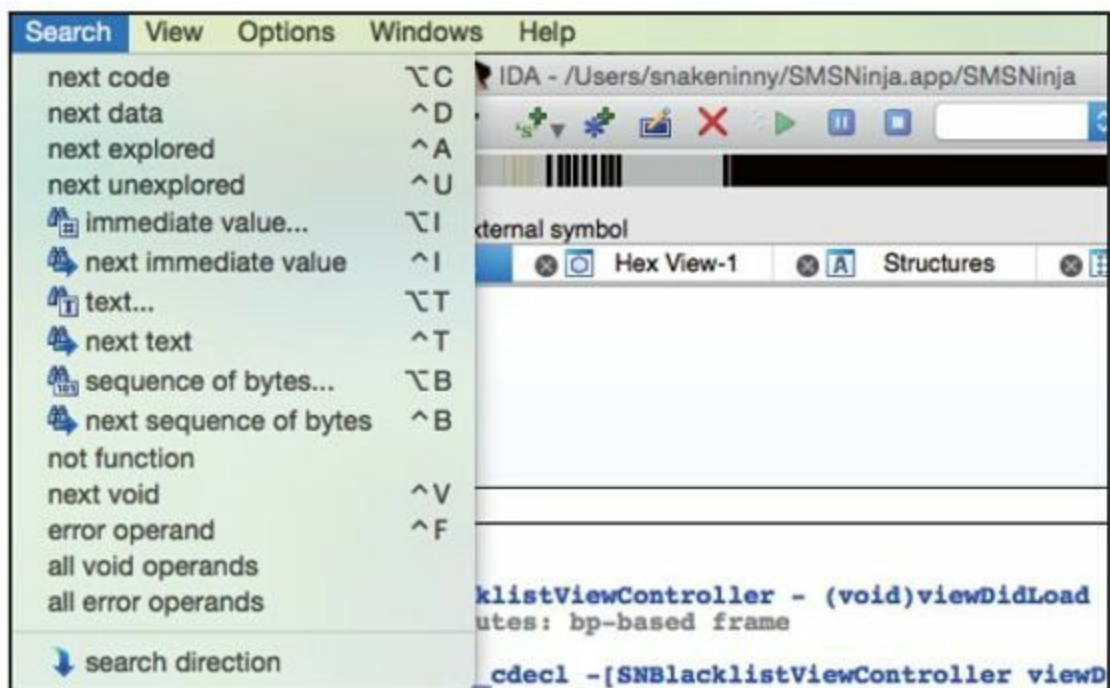 Search View Options Windows Help
next code ⌥C
IDA - /Users/snakeninny/SMSNinja.app/SMSNinja
next data ^D
next explored ^A
next unexplored ^U
immediate value... ⌥I
xternal symbol
next immediate value ^I
Hex View-1 Structures
text... ⌥T
next text ^T
sequence of bytes... ⌥B
next sequence of bytes ^B
not function
next void ^V
error operand ^F
all void operands
all error operands
klistViewController - (void)viewDidLoad
utes: bp-based frame
search direction
_cdecl -[SNBlacklistViewController viewD